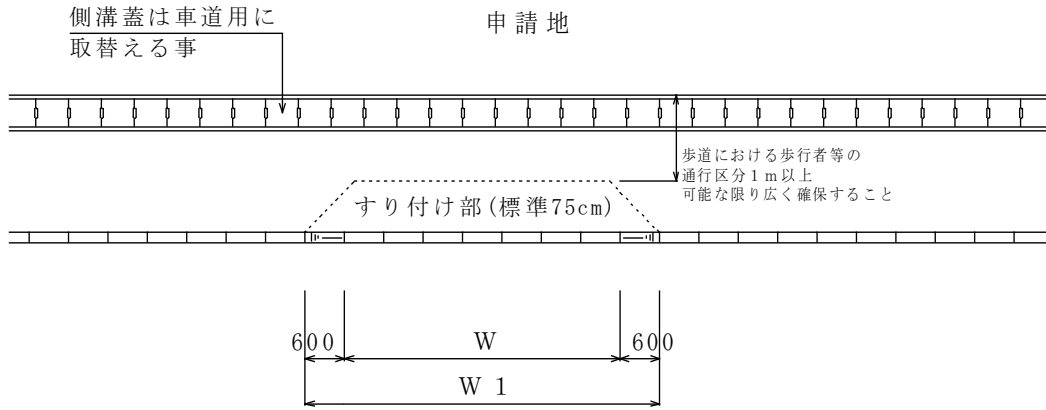 側溝蓋は車道用に
取替える事
申請地
歩道における歩行者等の
通行区分1ｍ以上
可能な限り広く確保すること
すり付け部(標準75cm)
600
W
600
W 1